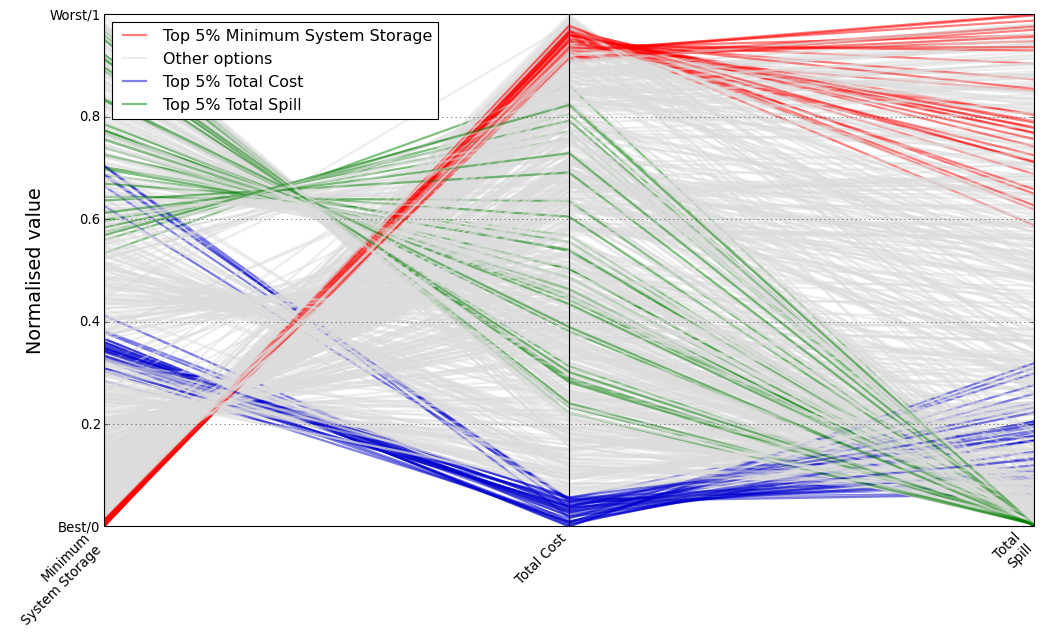 Worst/1
0.8
0.6
0.4
0.2
Best/0
Normalised value
Top 5% Minimum System Storage
Other options
Top 5% Total Cost
Top 5% Total Spill
Minimum
System Storage
Total Cost
Total
Spill